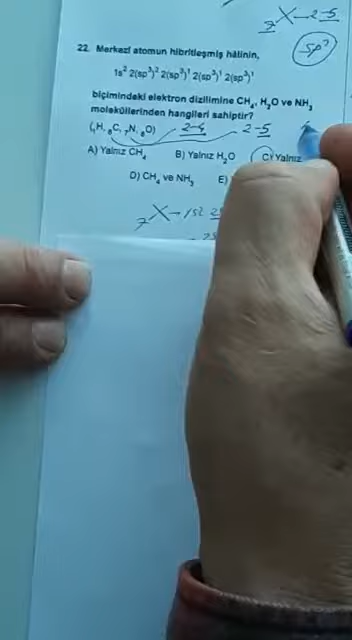 7X-2-5
sp³
22. Merkezi atomun hibritleşmiş hâlinin,
1s² 2(sp³)² 2(sp³)¹ 2(sp³)¹ 2(sp³)¹
biçimindeki elektron dizilimine CH₄, H₂O ve NH₃
moleküllerinden hangileri sahiptir?
(₁H, ₆C, ₇N, ₈O) 2-4 2-5
A) Yalnız CH₄ B) Yalnız H₂O C) Yalnız
D) CH₄ ve NH₃ E)
7X-1s2